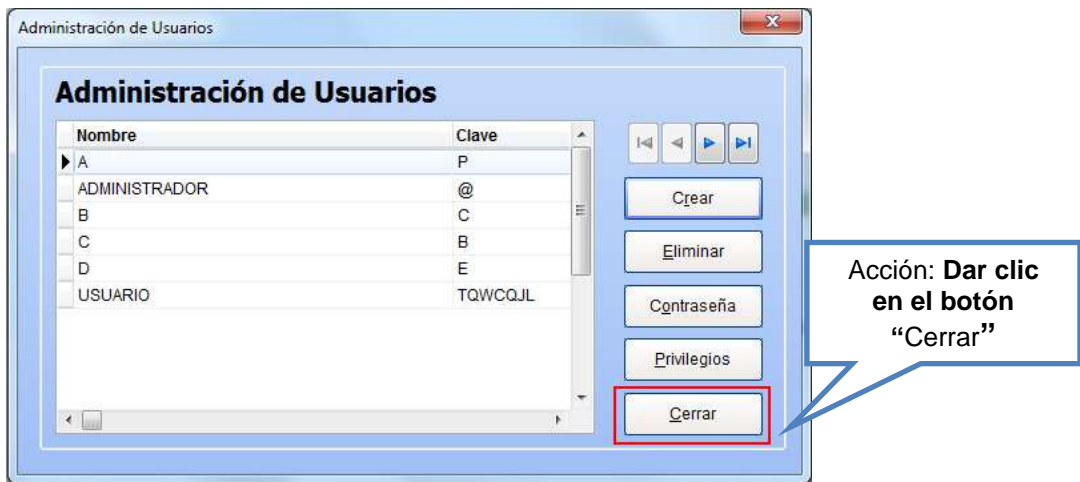 Administración de Usuarios
Administración de Usuarios
Nombre Clave
A P
ADMINISTRADOR @
B C
C B
D E
USUARIO TQWCQJL
Crear
Eliminar
Contraseña
Privilegios
Cerrar
Acción: Dar clic
en el botón
“Cerrar”